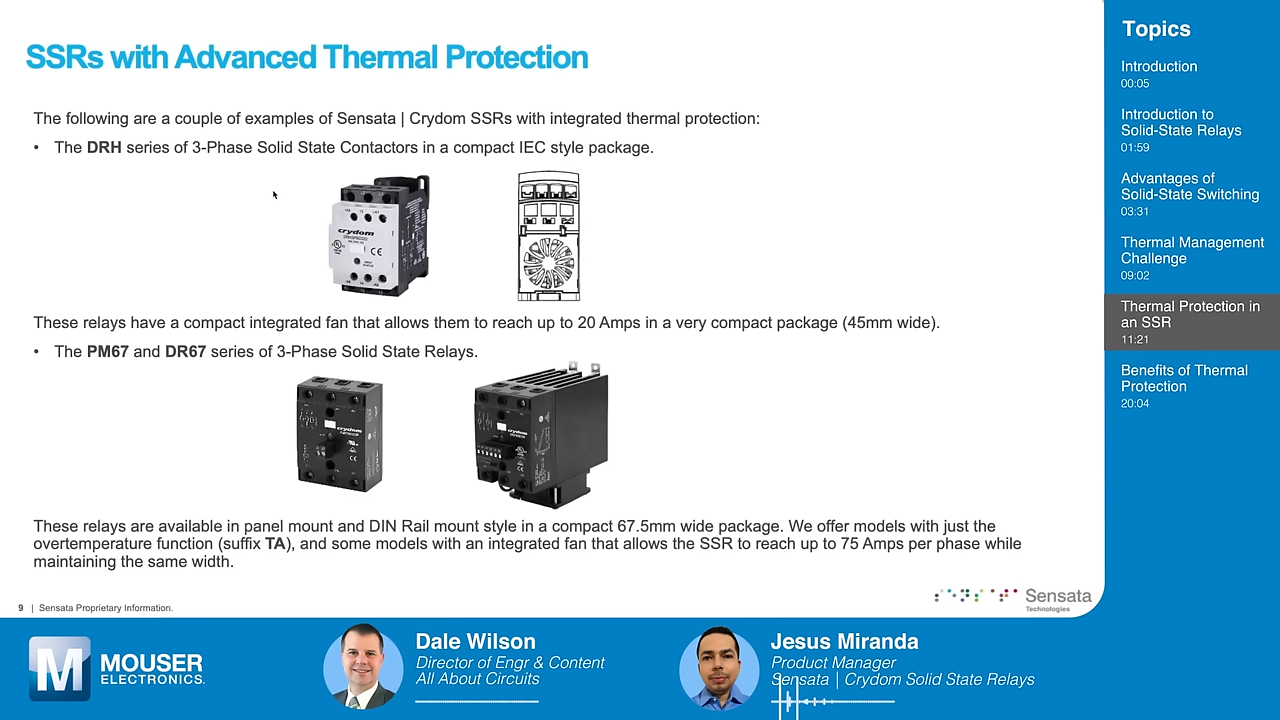 SSRs with Advanced Thermal Protection
The following are a couple of examples of Sensata | Crydom SSRs with integrated thermal protection:
• The DRH series of 3-Phase Solid State Contactors in a compact IEC style package.
crydom
CE
These relays have a compact integrated fan that allows them to reach up to 20 Amps in a very compact package (45mm wide).
• The PM67 and DR67 series of 3-Phase Solid State Relays.
crydom
CE
crydom
CE
These relays are available in panel mount and DIN Rail mount style in a compact 67.5mm wide package. We offer models with just the
overtemperature function (suffix TA), and some models with an integrated fan that allows the SSR to reach up to 75 Amps per phase while
maintaining the same width.
9 | Sensata Proprietary Information.
Sensata
Technologies
Topics
Introduction
00:05
Introduction to
Solid-State Relays
01:59
Advantages of
Solid-State Switching
03:31
Thermal Management
Challenge
09:02
Thermal Protection in
an SSR
11:21
Benefits of Thermal
Protection
20:04
M
MOUSER
ELECTRONICS.
Dale Wilson
Director of Engr & Content
All About Circuits
Jesus Miranda
Product Manager
Sensata | Crydom Solid State Relays